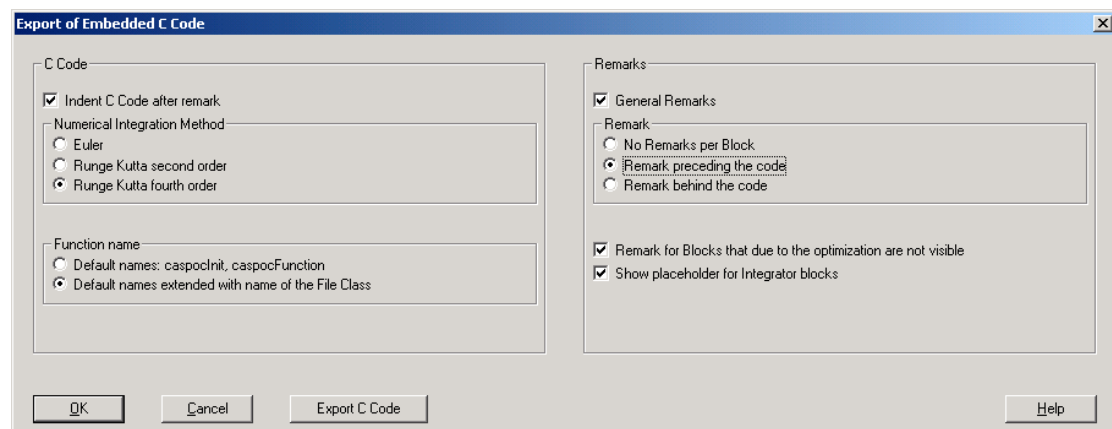 Export of Embedded C Code
C Code
Indent C Code after remark
Numerical Integration Method
Euler
Runge Kutta second order
Runge Kutta fourth order
Function name
Default names: caspocInit, caspocFunction
Default names extended with name of the File Class
Remarks
General Remarks
Remark
No Remarks per Block
Remark preceding the code
Remark behind the code
Remark for Blocks that due to the optimization are not visible
Show placeholder for Integrator blocks
OK
Cancel
Export C Code
Help